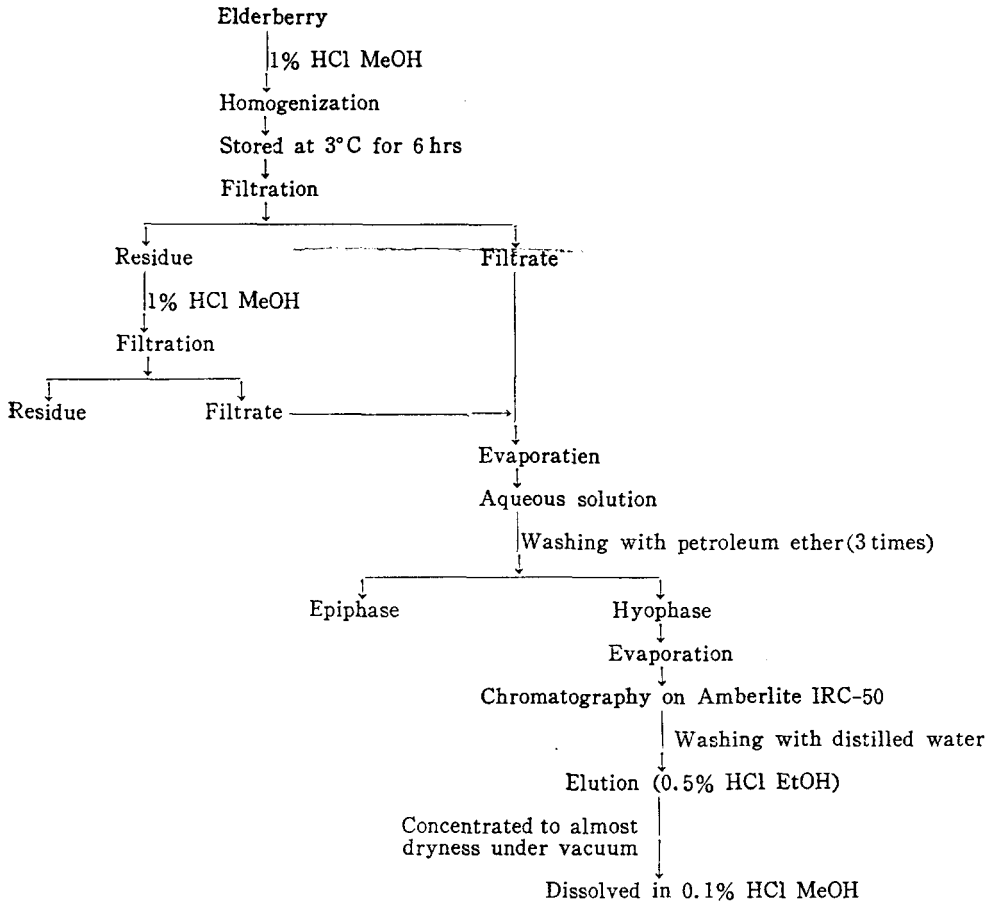 Elderberry
1% HCl MeOH
Homogenization
Stored at 3°C for 6 hrs
Filtration
Residue
Filtrate
1% HCl MeOH
Filtration
Residue
Filtrate
Evaporatien
Aqueous solution
Washing with petroleum ether(3 times)
Epiphase
Hyophase
Evaporation
Chromatography on Amberlite IRC-50
Washing with distilled water
Elution (0.5% HCl EtOH)
Concentrated to almost
dryness under vacuum
Dissolved in 0.1% HCl MeOH